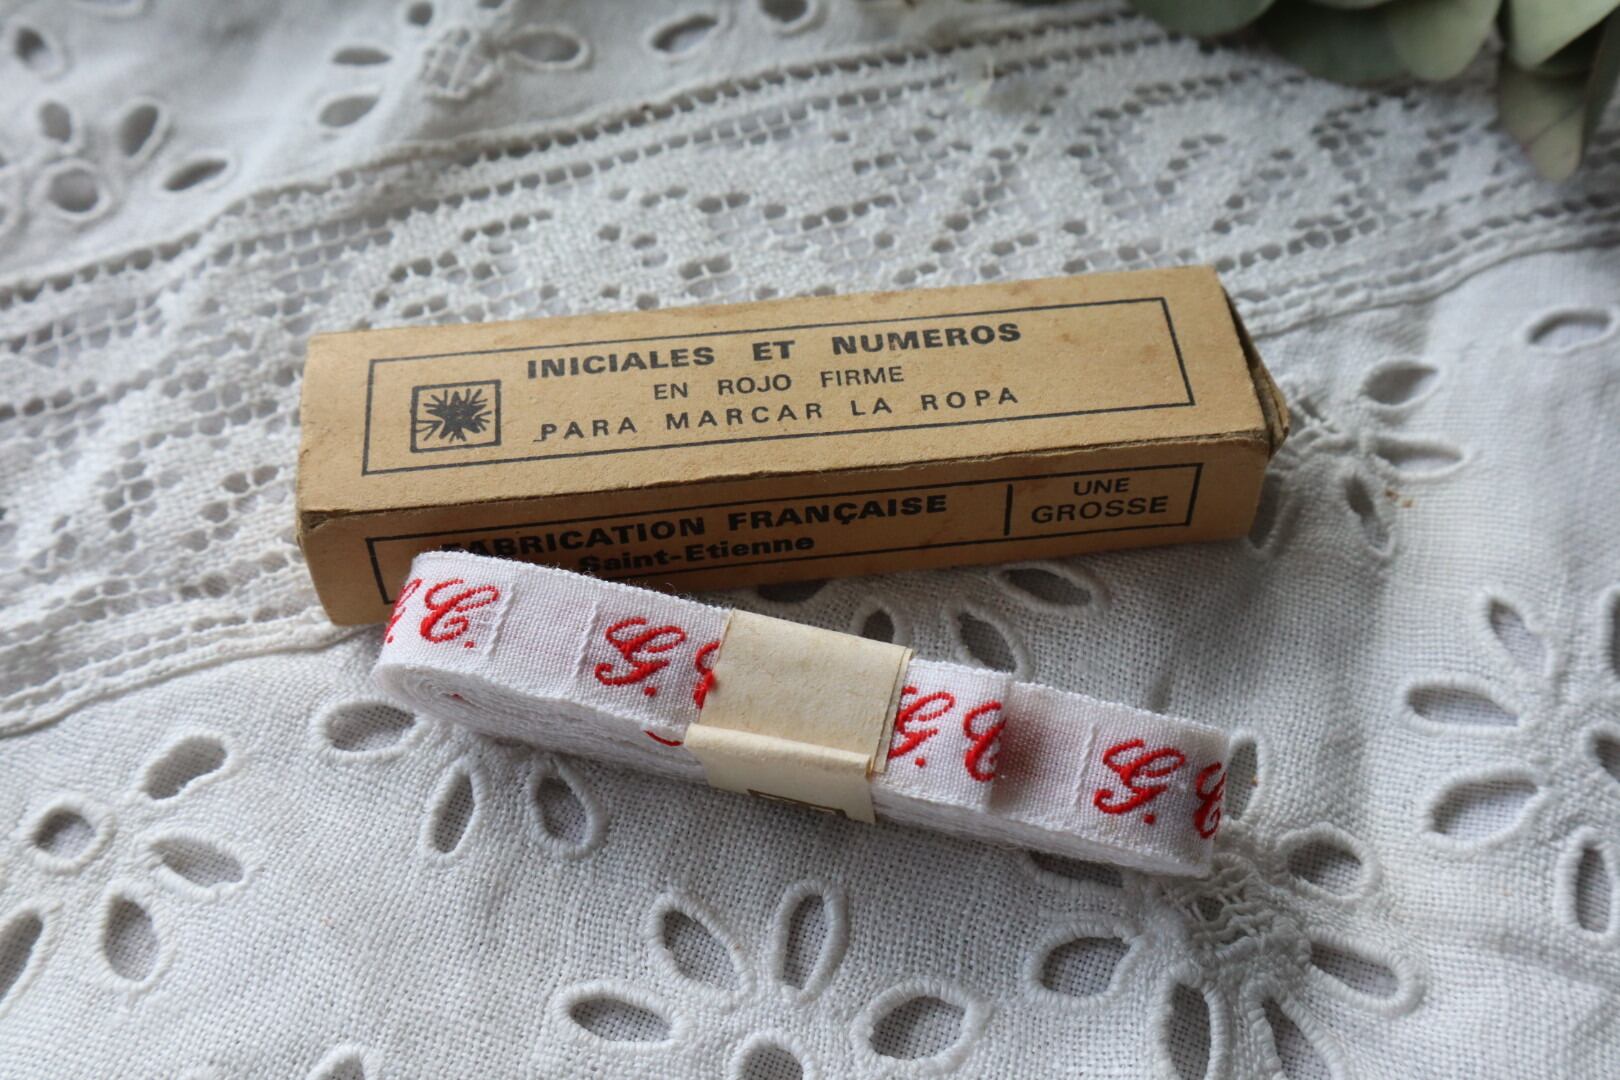 INICIALES ET NUMEROS
EN ROJO FIRME
PARA MARCAR LA ROPA
FABRICATION FRANÇAISE
Saint-Etienne
UNE
GROSSE
G. C. G. C G. C G. C